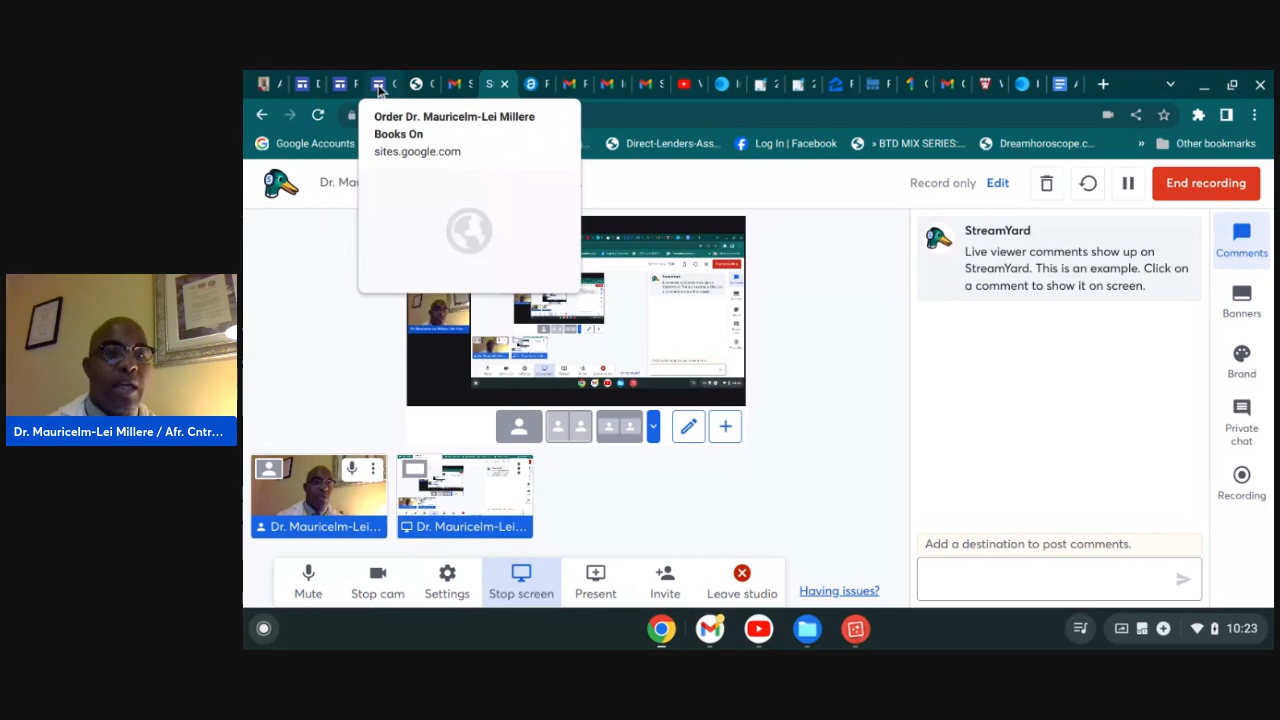 Order Dr. Mauricelm-Lei Millere
Books On
sites.google.com
Google Accounts
Direct-Lenders-Ass...
Log In | Facebook
» BTD MIX SERIES:...
Dreamhoroscope.c...
»
Other bookmarks
Dr. Mau
Record only
Edit
End recording
StreamYard
Live viewer comments show up on
StreamYard. This is an example. Click on
a comment to show it on screen.
Comments
Banners
Brand
Private
chat
Recording
Dr. Mauricelm-Lei Millere / Afr. Cntr...
Dr. Mauricelm-Lei...
Dr. Mauricelm-Lei...
Add a destination to post comments.
Mute
Stop cam
Settings
Stop screen
Present
Invite
Leave studio
Having issues?
10:23